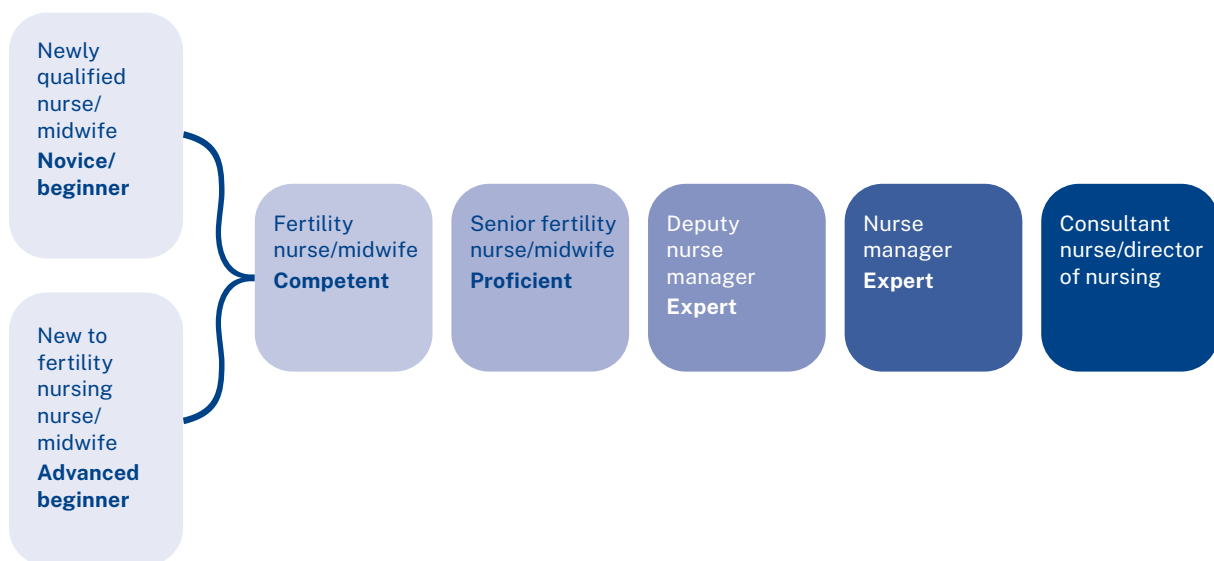 Newly
qualified
nurse/
midwife
Novice/
beginner
New to
fertility
nursing
nurse/
midwife
Advanced
beginner
Fertility
nurse/midwife
Competent
Senior fertility
nurse/midwife
Proficient
Deputy
nurse
manager
Expert
Nurse
manager
Expert
Consultant
nurse/director
of nursing